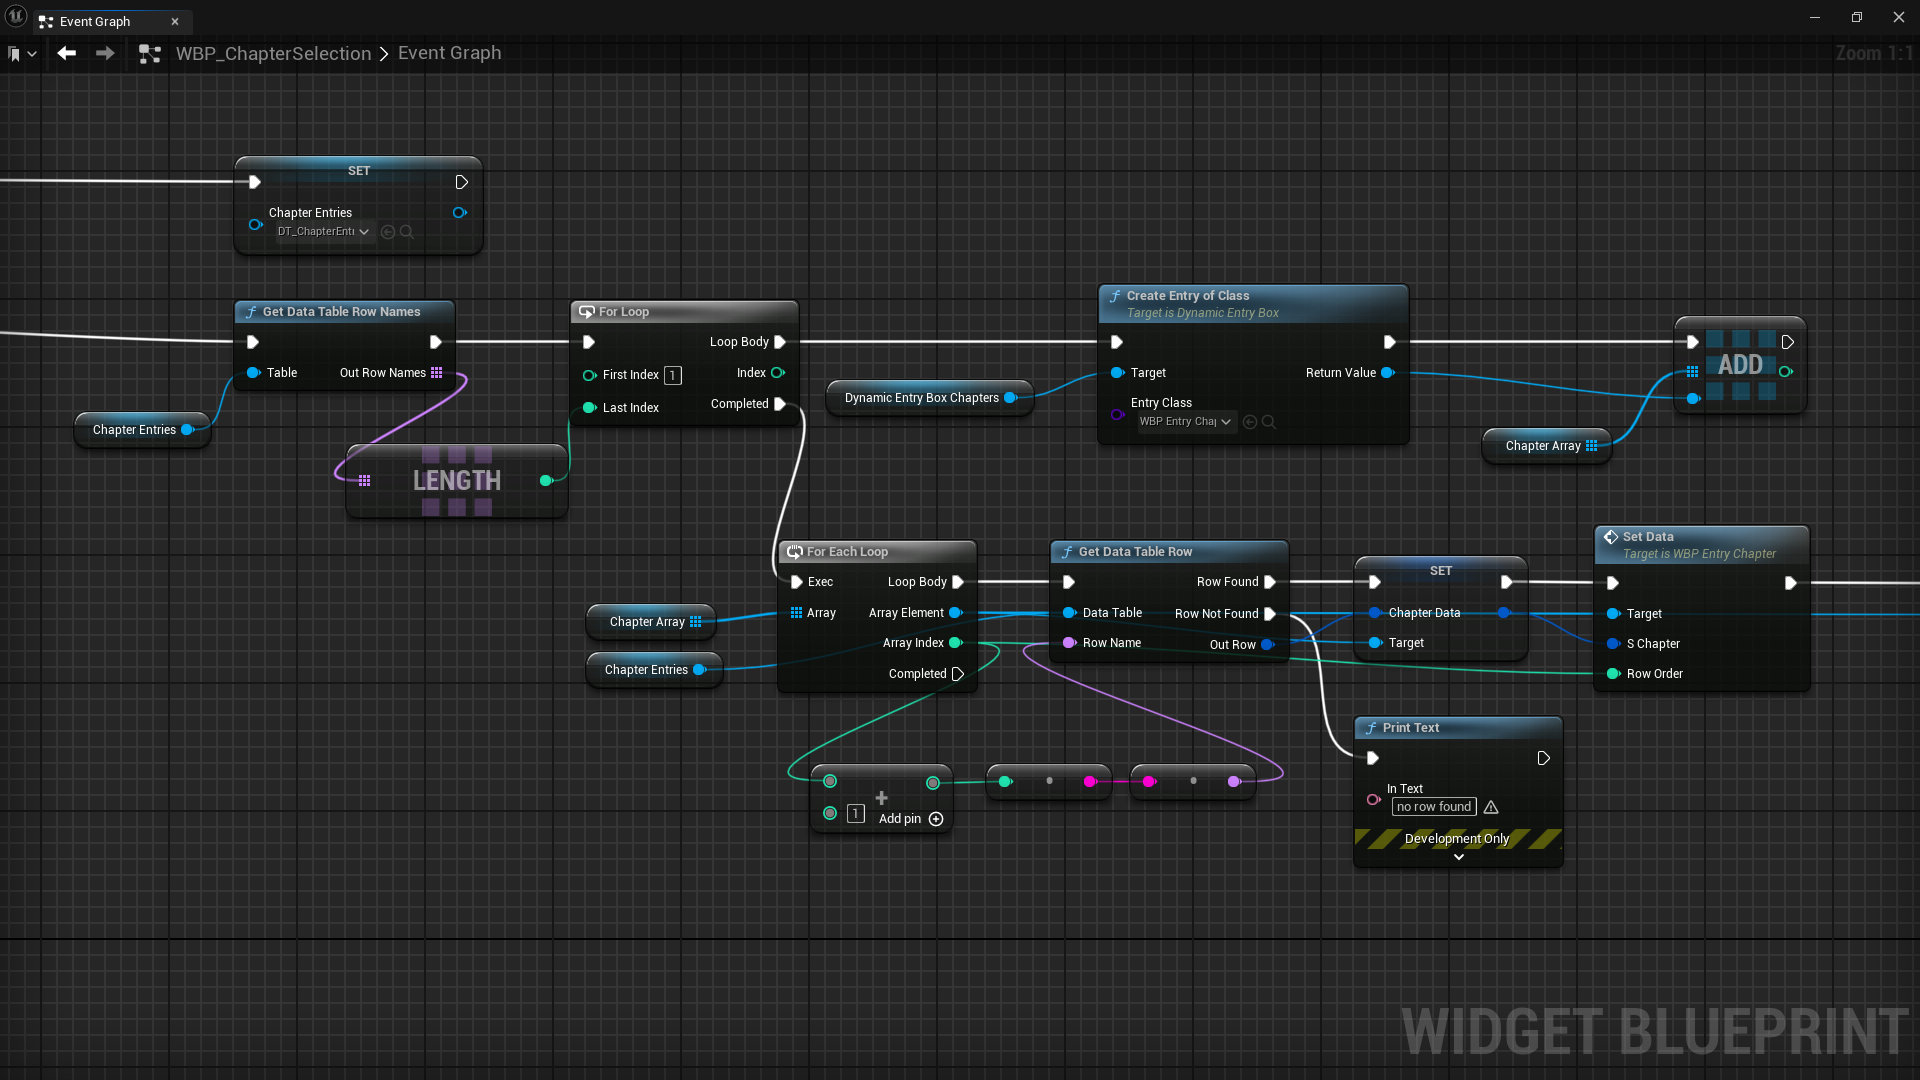 Event Graph
WBP_ChapterSelection > Event Graph
Zoom 1:1
SET
Chapter Entries
DT_ChapterEntr
Get Data Table Row Names
Table
Out Row Names
Chapter Entries
LENGTH
For Loop
Loop Body
First Index 1
Index
Last Index
Completed
Dynamic Entry Box Chapters
Create Entry of Class
Target is Dynamic Entry Box
Target
Return Value
Entry Class
WBP Entry Chap
ADD
Chapter Array
For Each Loop
Exec
Loop Body
Array
Array Element
Array Index
Completed
Chapter Array
Chapter Entries
Get Data Table Row
Row Found
Data Table
Row Not Found
Row Name
Out Row
SET
Chapter Data
Target
Set Data
Target is WBP Entry Chapter
Target
S Chapter
Row Order
+
1
Add pin
Print Text
In Text
no row found
Development Only
WIDGET BLUEPRINT